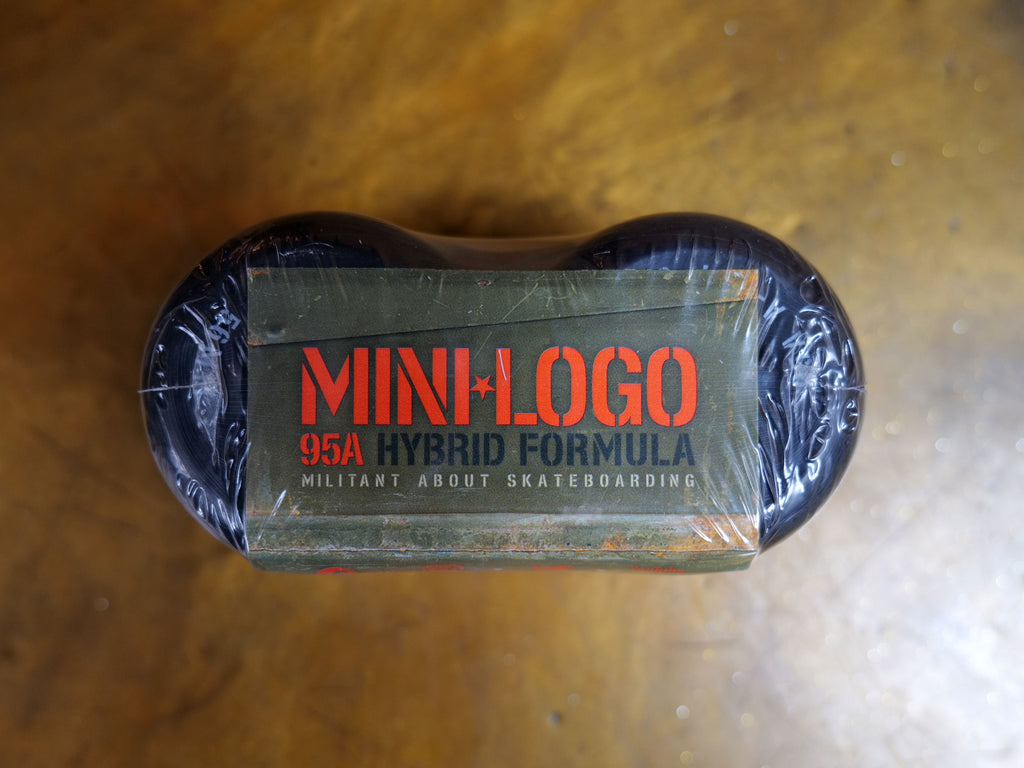 MINI★LOGO
95A HYBRID FORMULA
MILITANT ABOUT SKATEBOARDING